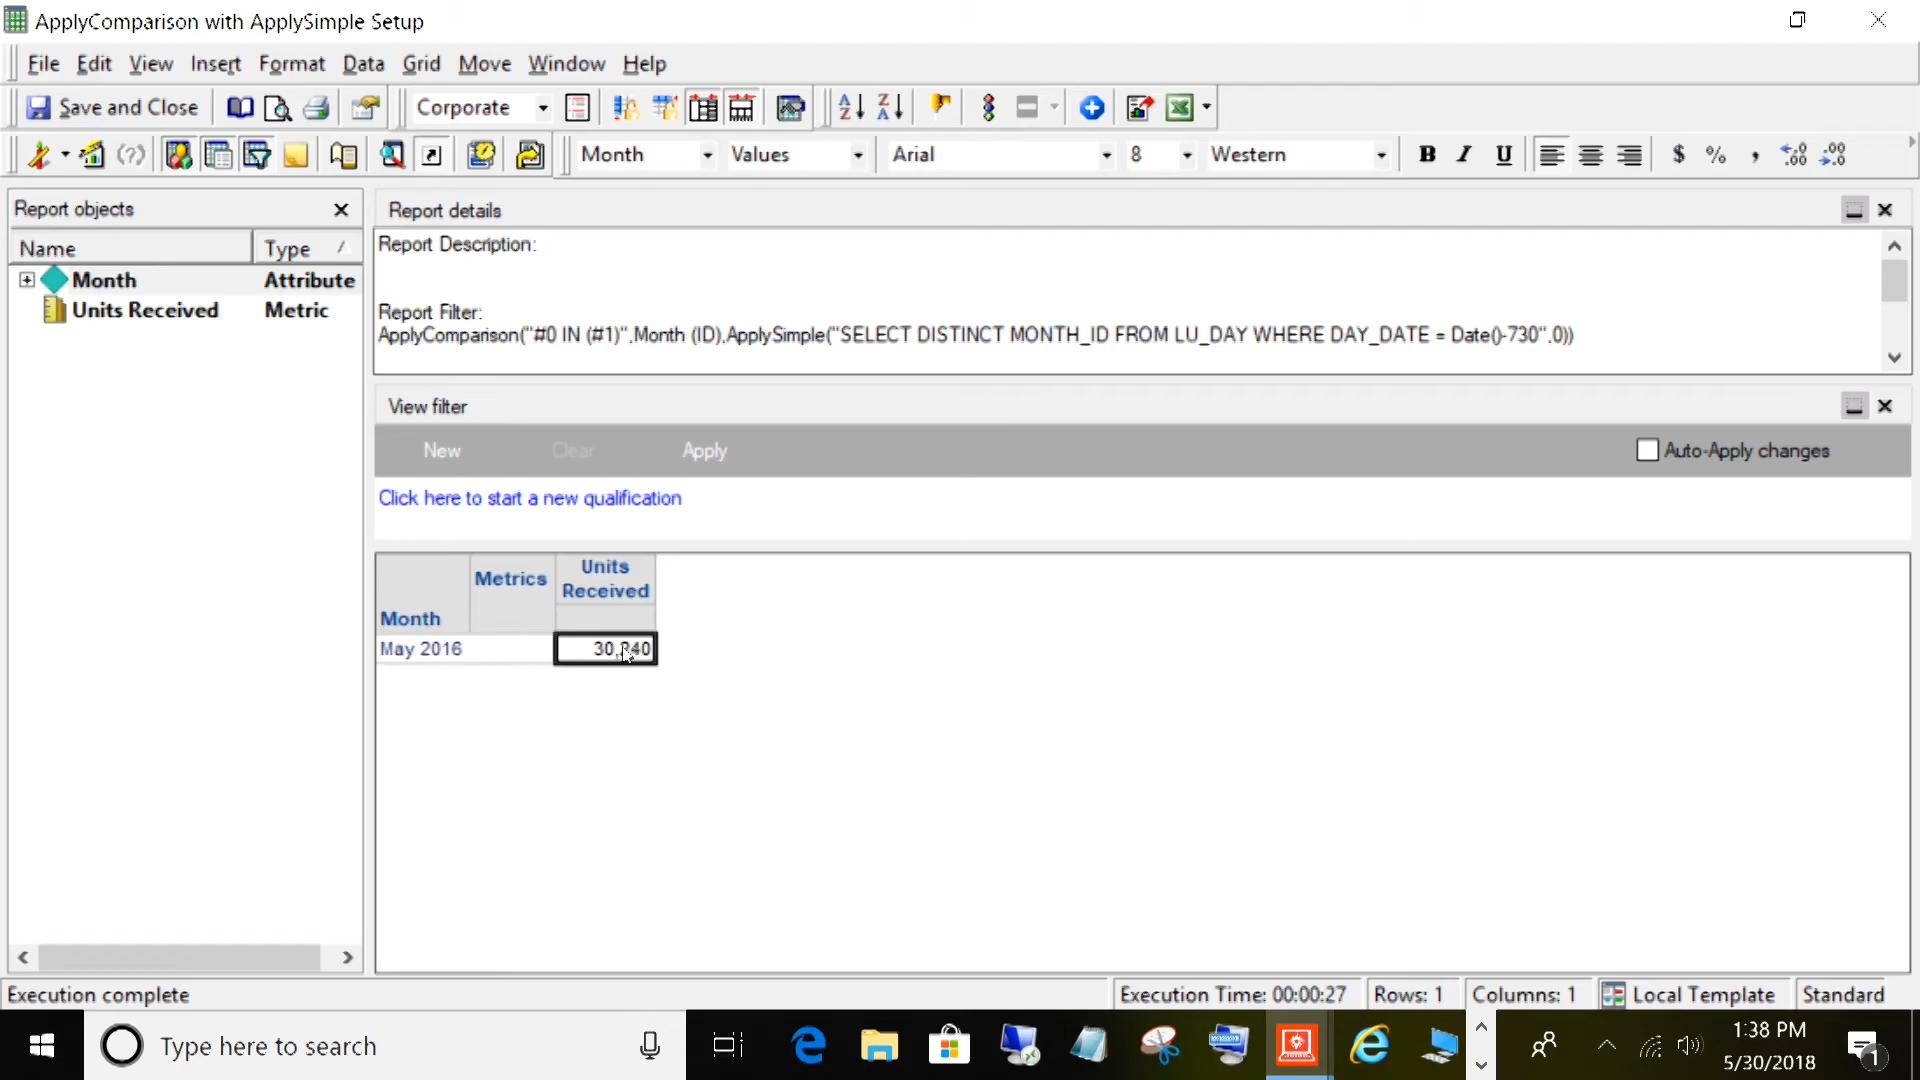 ApplyComparison with ApplySimple Setup
File Edit View Insert Format Data Grid Move Window Help
Save and Close Corporate
Month Values Arial 8 Western B I U $ % , .00 .00
Report objects
Name Type
Month Attribute
Units Received Metric
Report details
Report Description:
Report Filter:
ApplyComparison("#0 IN (#1)",Month (ID),ApplySimple("SELECT DISTINCT MONTH_ID FROM LU_DAY WHERE DAY_DATE = Date()-730",0))
View filter
New Clear Apply Auto-Apply changes
Click here to start a new qualification
Metrics Units
Received
Month
May 2016
Execution complete Execution Time: 00:00:27 Rows: 1 Columns: 1 Local Template Standard
Type here to search
1:38 PM
5/30/2018
1